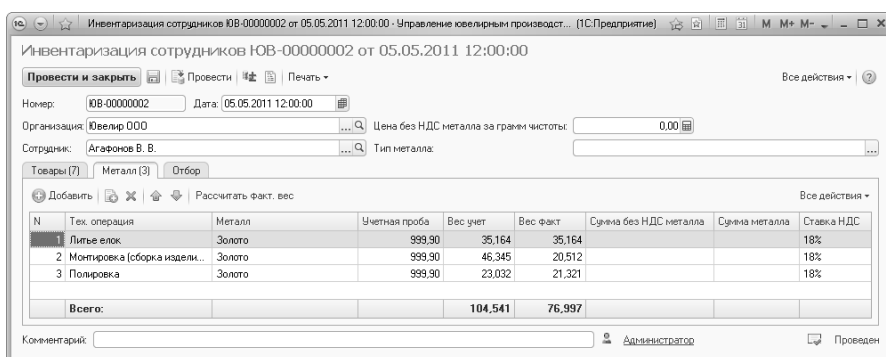 Инвентаризация сотрудников ЮВ-00000002 от 05.05.2011 12:00:00 - Управление ювелирным производст... (1С:Предприятие) M M+ M-
Инвентаризация сотрудников ЮВ-00000002 от 05.05.2011 12:00:00
Провести и закрыть Провести Печать Все действия
Номер: ЮВ-00000002 Дата: 05.05.2011 12:00:00
Организация: Ювелир ООО ... Цена без НДС металла за грамм чистоты: 0,00
Сотрудник: Агафонов В. В. ... Тип металла: ...
Товары (7) Металл (3) Отбор
Добавить Рассчитать факт. вес Все действия
N Тех. операция Металл Учетная проба Вес учет Вес факт Сумма без НДС металла Сумма металла Ставка НДС
1 Литье елок Золото 999,90 35,164 35,164 18%
2 Монтировка (сборка издели... Золото 999,90 46,345 20,512 18%
3 Полировка Золото 999,90 23,032 21,321 18%
Всего: 104,541 76,997
Комментарий: Администратор Проведен